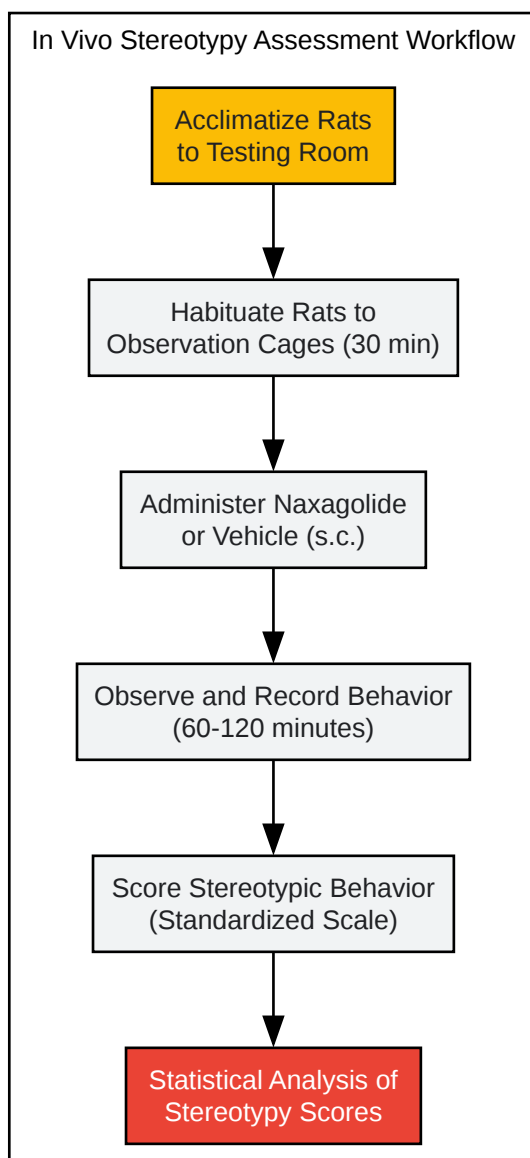 In Vivo Stereotypy Assessment Workflow
Acclimatize Rats
to Testing Room
Habituate Rats to
Observation Cages (30 min)
Administer Naxagolide
or Vehicle (s.c.)
Observe and Record Behavior
(60-120 minutes)
Score Stereotypic Behavior
(Standardized Scale)
Statistical Analysis of
Stereotypy Scores